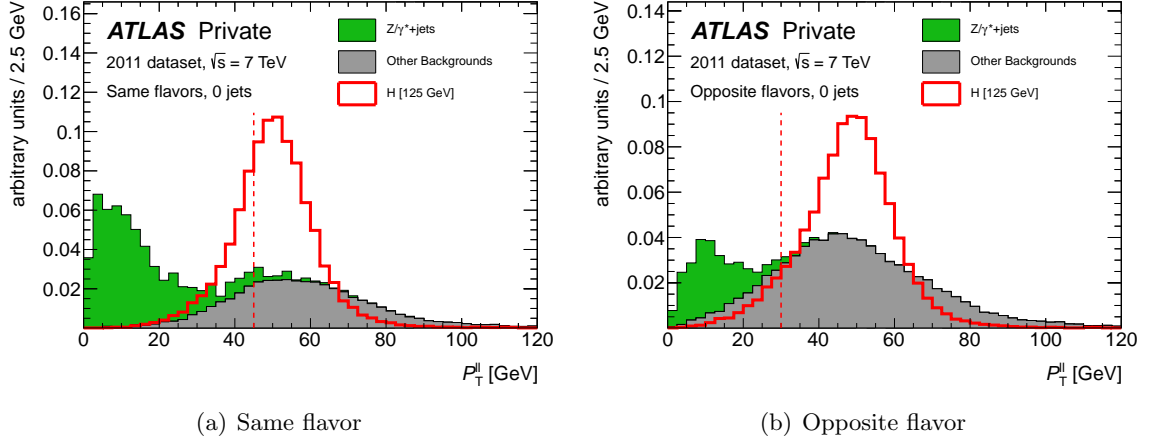 arbitrary units / 2.5 GeV
0.16
0.14
0.12
0.1
0.08
0.06
0.04
0.02
ATLAS Private
2011 dataset, √s = 7 TeV
Same flavors, 0 jets
Z/γ*+jets
Other Backgrounds
H [125 GeV]
0 20 40 60 80 100 120
P_T^ll [GeV]
(a) Same flavor
arbitrary units / 2.5 GeV
0.14
0.12
0.1
0.08
0.06
0.04
0.02
ATLAS Private
2011 dataset, √s = 7 TeV
Opposite flavors, 0 jets
Z/γ*+jets
Other Backgrounds
H [125 GeV]
0 20 40 60 80 100 120
P_T^ll [GeV]
(b) Opposite flavor